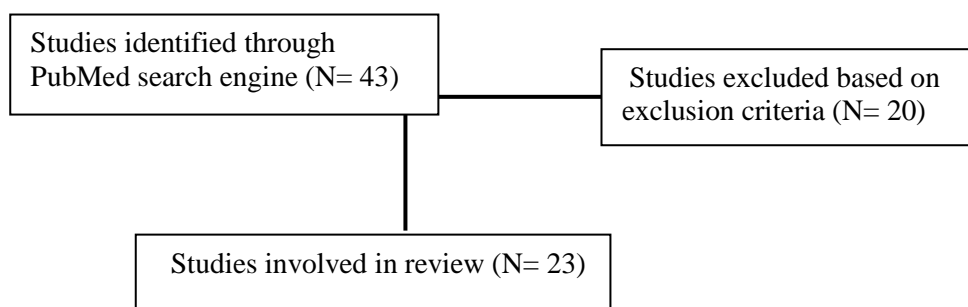 Studies identified through
PubMed search engine (N= 43)
Studies excluded based on
exclusion criteria (N= 20)
Studies involved in review (N= 23)